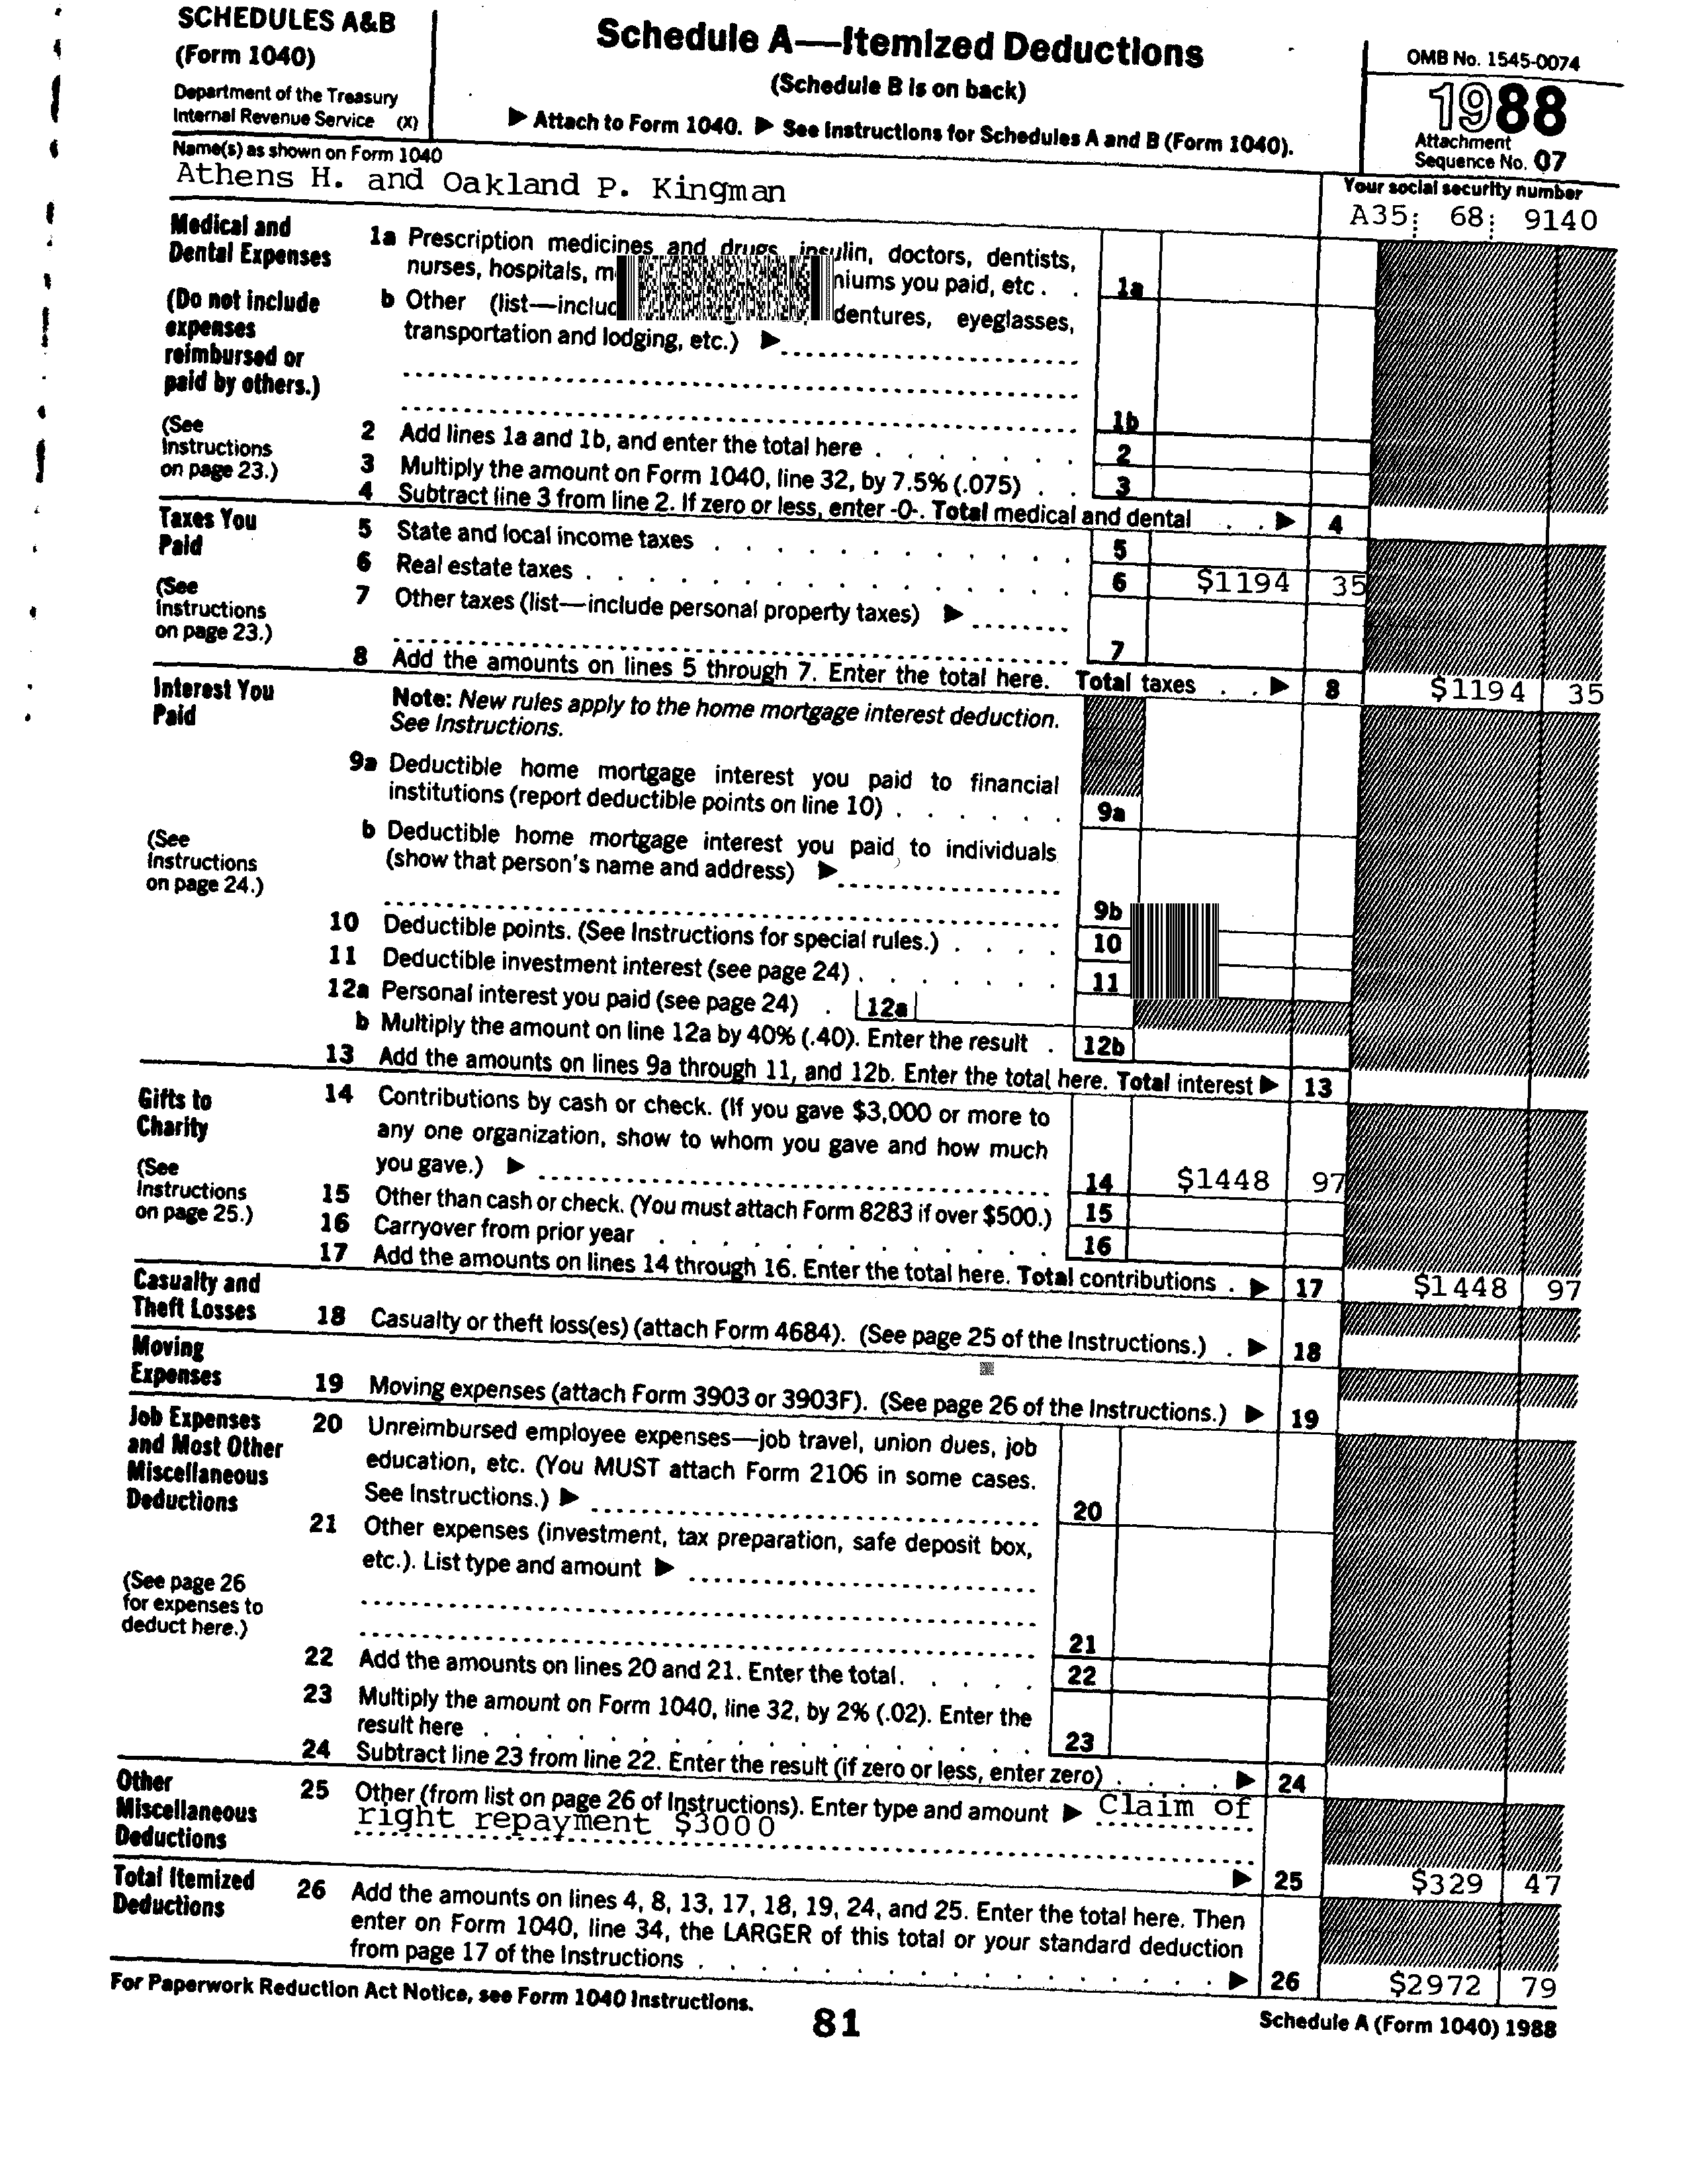 SCHEDULES A&B
(Form 1040)
Department of the Treasury
Internal Revenue Service (X)
Schedule A—Itemized Deductions
(Schedule B is on back)
▶ Attach to Form 1040. ▶ See Instructions for Schedules A and B (Form 1040).
OMB No. 1545-0074
1988
Attachment
Sequence No. 07
Name(s) as shown on Form 1040
Athens H. and Oakland P. Kingman
Your social security number
A35 68 9140
Medical and
Dental Expenses
(Do not include
expenses
reimbursed or
paid by others.)
(See
Instructions
on page 23.)
1a Prescription medicines and drugs, insulin, doctors, dentists,
nurses, hospitals, niums you paid, etc . . 1a
b Other (list—includ dentures, eyeglasses,
transportation and lodging, etc.) ▶
1b
2 Add lines 1a and 1b, and enter the total here . . . . . . . 2
3 Multiply the amount on Form 1040, line 32, by 7.5% (.075) . . 3
4 Subtract line 3 from line 2. If zero or less, enter -0-. Total medical and dental . . ▶ 4
Taxes You
Paid
(See
Instructions
on page 23.)
5 State and local income taxes . . . . . . . . . . . . 5
6 Real estate taxes . . . . . . . . . . . . . . . 6 $1194 35
7 Other taxes (list—include personal property taxes) ▶
7
8 Add the amounts on lines 5 through 7. Enter the total here. Total taxes . . ▶ 8 $1194 35
Interest You
Paid
(See
Instructions
on page 24.)
Note: New rules apply to the home mortgage interest deduction.
See Instructions.
9a Deductible home mortgage interest you paid to financial
institutions (report deductible points on line 10) . . . . . . 9a
b Deductible home mortgage interest you paid to individuals
(show that person's name and address) ▶
9b
10 Deductible points. (See Instructions for special rules.) . . . . 10
11 Deductible investment interest (see page 24) . . . . . . . 11
12a Personal interest you paid (see page 24) . 12a
b Multiply the amount on line 12a by 40% (.40). Enter the result . 12b
13 Add the amounts on lines 9a through 11, and 12b. Enter the total here. Total interest ▶ 13
Gifts to
Charity
(See
Instructions
on page 25.)
14 Contributions by cash or check. (If you gave $3,000 or more to
any one organization, show to whom you gave and how much
you gave.) ▶ 14 $1448 97
15 Other than cash or check. (You must attach Form 8283 if over $500.) 15
16 Carryover from prior year . . . . . . . . . . . . . 16
17 Add the amounts on lines 14 through 16. Enter the total here. Total contributions . ▶ 17 $1448 97
Casualty and
Theft Losses
18 Casualty or theft loss(es) (attach Form 4684). (See page 25 of the Instructions.) . ▶ 18
Moving
Expenses
19 Moving expenses (attach Form 3903 or 3903F). (See page 26 of the Instructions.) ▶ 19
Job Expenses
and Most Other
Miscellaneous
Deductions
(See page 26
for expenses to
deduct here.)
20 Unreimbursed employee expenses—job travel, union dues, job
education, etc. (You MUST attach Form 2106 in some cases.
See Instructions.) ▶ 20
21 Other expenses (investment, tax preparation, safe deposit box,
etc.). List type and amount ▶
21
22 Add the amounts on lines 20 and 21. Enter the total. . . . . 22
23 Multiply the amount on Form 1040, line 32, by 2% (.02). Enter the
result here . . . . . . . . . . . . . . . . . 23
24 Subtract line 23 from line 22. Enter the result (if zero or less, enter zero) . . . . ▶ 24
Other
Miscellaneous
Deductions
25 Other (from list on page 26 of Instructions). Enter type and amount ▶ Claim of
right repayment $3000
▶ 25 $329 47
Total Itemized
Deductions
26 Add the amounts on lines 4, 8, 13, 17, 18, 19, 24, and 25. Enter the total here. Then
enter on Form 1040, line 34, the LARGER of this total or your standard deduction
from page 17 of the Instructions . . . . . . . . . . . . . . . . . ▶ 26 $2972 79
For Paperwork Reduction Act Notice, see Form 1040 Instructions.
81
Schedule A (Form 1040) 1988